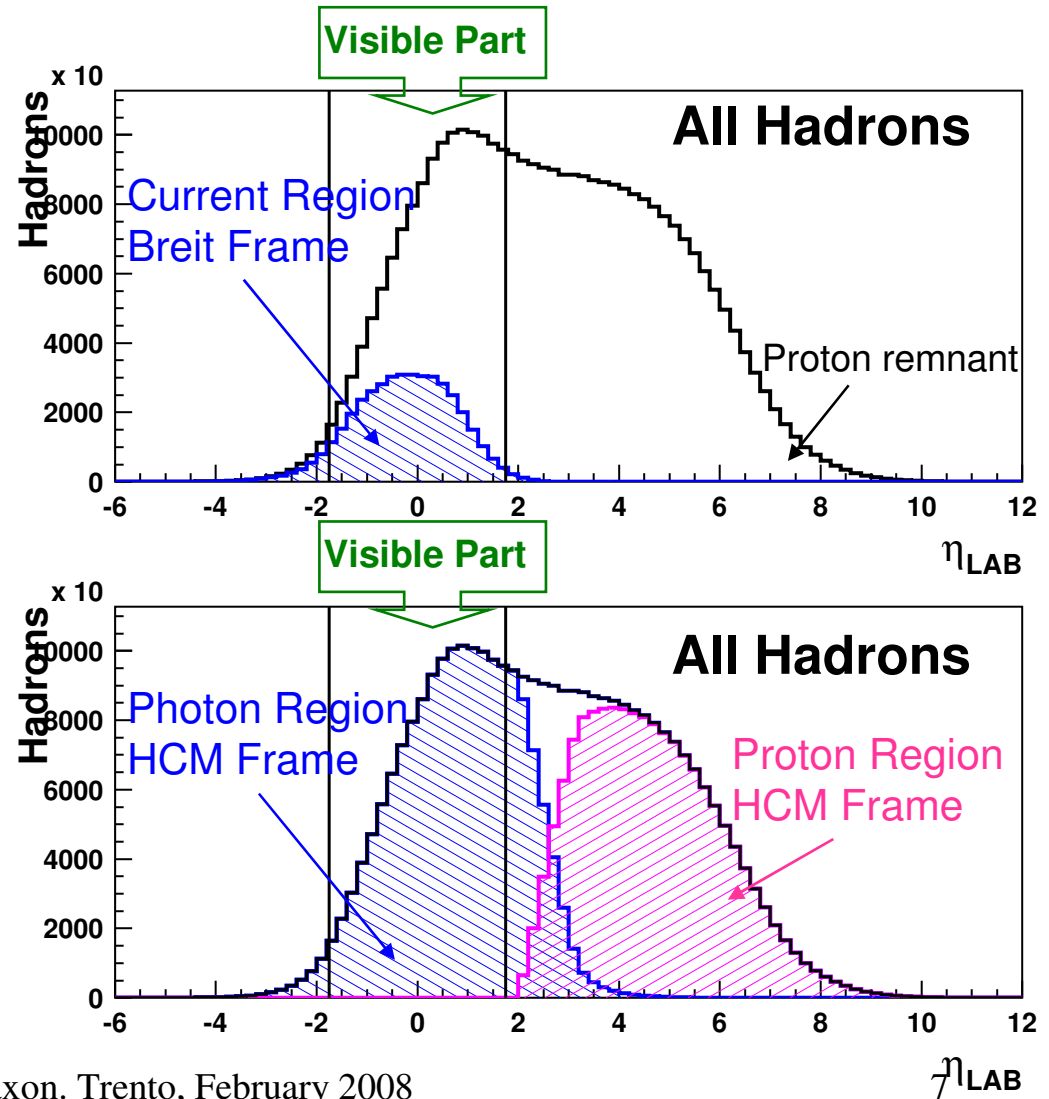 Visible Part
x 10
All Hadrons
Hadrons
10000
8000
6000
4000
2000
0
Current Region
Breit Frame
Proton remnant
-6 -4 -2 0 2 4 6 8 10 12
ηLAB
Visible Part
x 10
All Hadrons
Hadrons
10000
8000
6000
4000
2000
0
Photon Region
HCM Frame
Proton Region
HCM Frame
-6 -4 -2 0 2 4 6 8 10 12
ηLAB
axon. Trento, February 2008
7